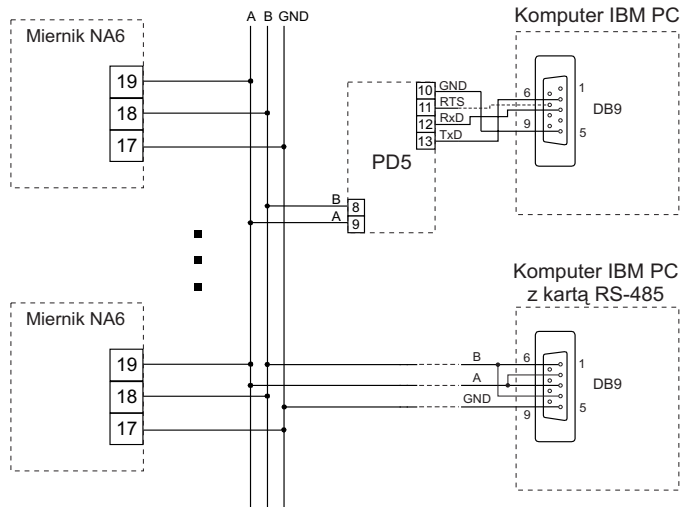 A B GND
Komputer IBM PC
Miernik NA6
19
18
17
10 GND
11 RTS
12 RxD
13 TxD
PD5
B 8
A 9
6
1
9
5
DB9
Komputer IBM PC
z kartą RS-485
Miernik NA6
19
18
17
B
A
GND
6
1
9
5
DB9